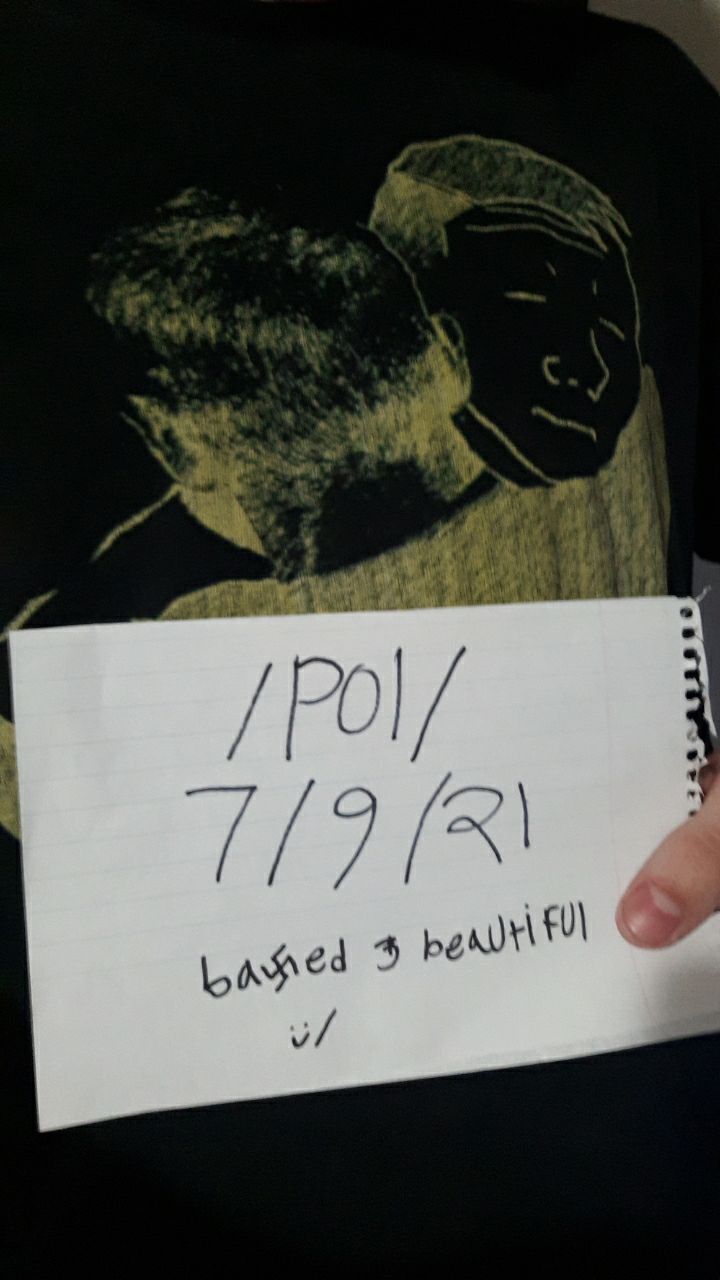 /POl/
7/9/21
ba卐ed & beaUtiFUl
ü/